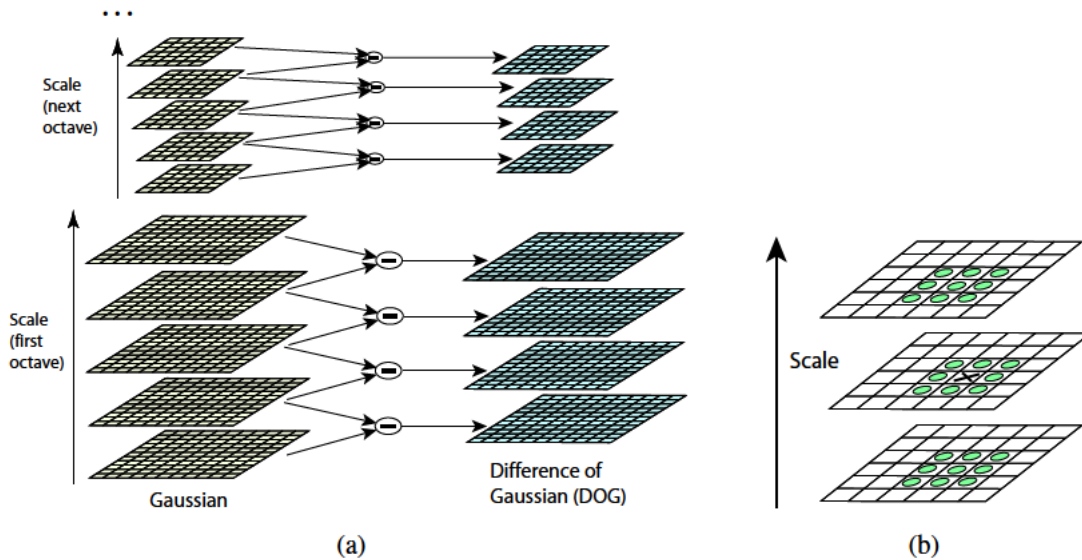 ...
Scale
(next
octave)
Scale
(first
octave)
Gaussian
Difference of
Gaussian (DOG)
Scale
(a)
(b)